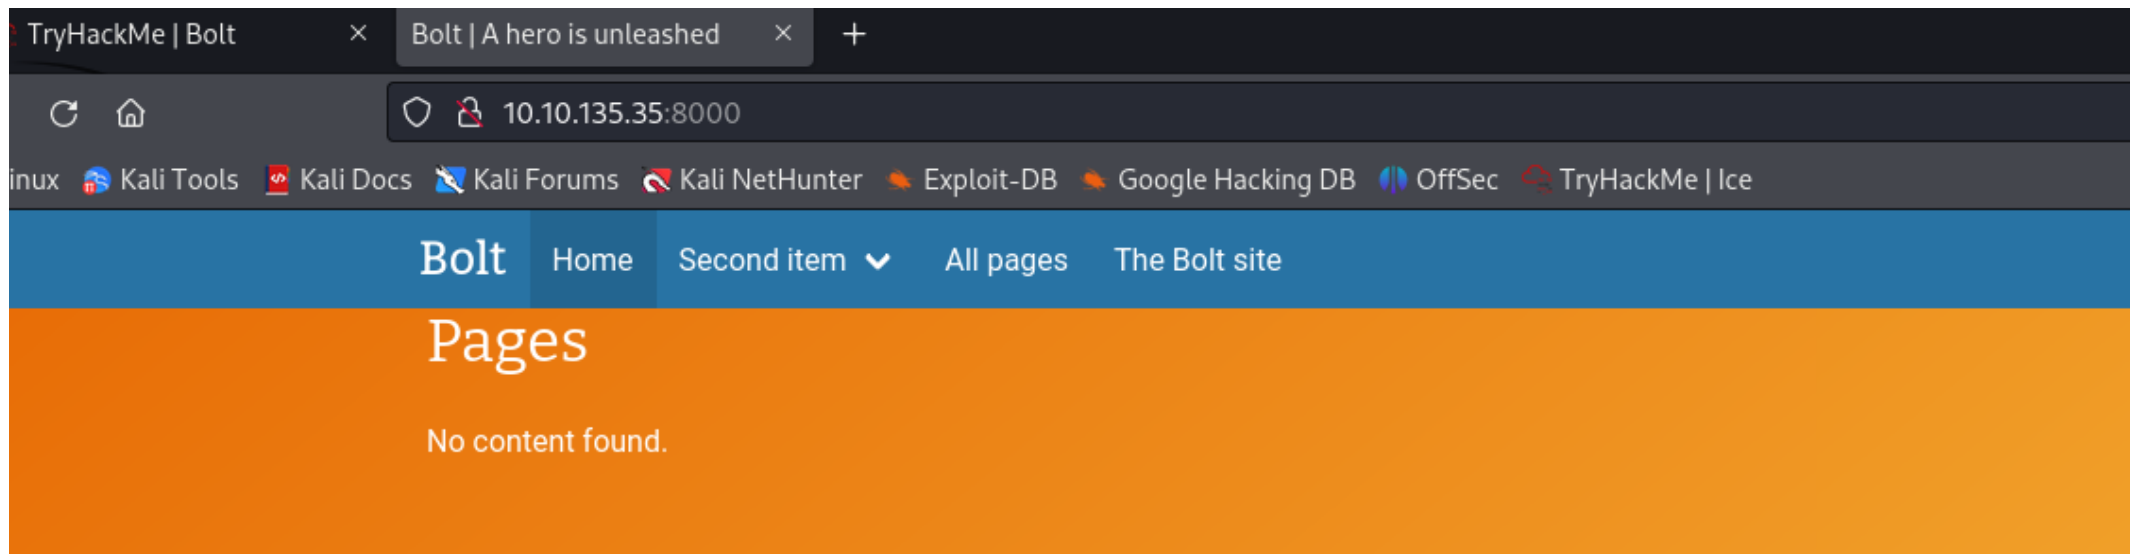 TryHackMe | Bolt
Bolt | A hero is unleashed
10.10.135.35:8000
inux Kali Tools Kali Docs Kali Forums Kali NetHunter Exploit-DB Google Hacking DB OffSec TryHackMe | Ice
Bolt Home Second item All pages The Bolt site
Pages
No content found.